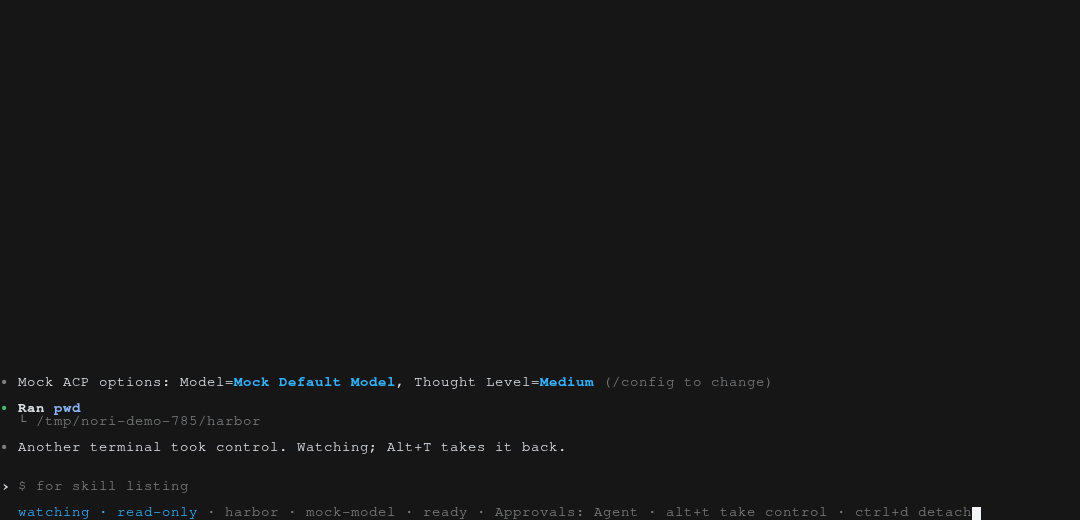 • Mock ACP options: Model=Mock Default Model, Thought Level=Medium (/config to change)
• Ran pwd
└ /tmp/nori-demo-785/harbor
• Another terminal took control. Watching; Alt+T takes it back.
› $ for skill listing
watching · read-only · harbor · mock-model · ready · Approvals: Agent · alt+t take control · ctrl+d detach